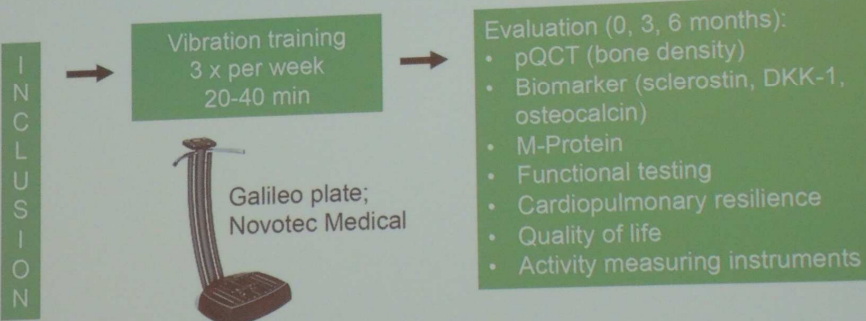 INCLUSION
Vibration training
3 x per week
20-40 min
Galileo plate;
Novotec Medical
Evaluation (0, 3, 6 months):
• pQCT (bone density)
• Biomarker (sclerostin, DKK-1,
osteocalcin)
• M-Protein
• Functional testing
• Cardiopulmonary resilience
• Quality of life
• Activity measuring instruments